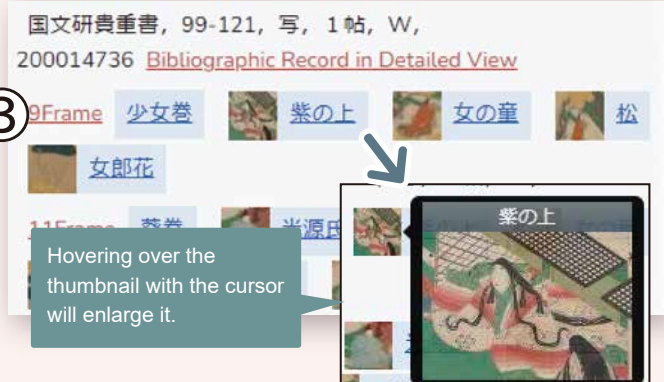 国文研貴重書, 99-121, 写, 1帖, W,
200014736 Bibliographic Record in Detailed View
③
9Frame 少女巻 紫の上 女の童 松
女郎花
11Frame 葵巻 光源氏
Hovering over the
thumbnail with the cursor
will enlarge it.
紫の上